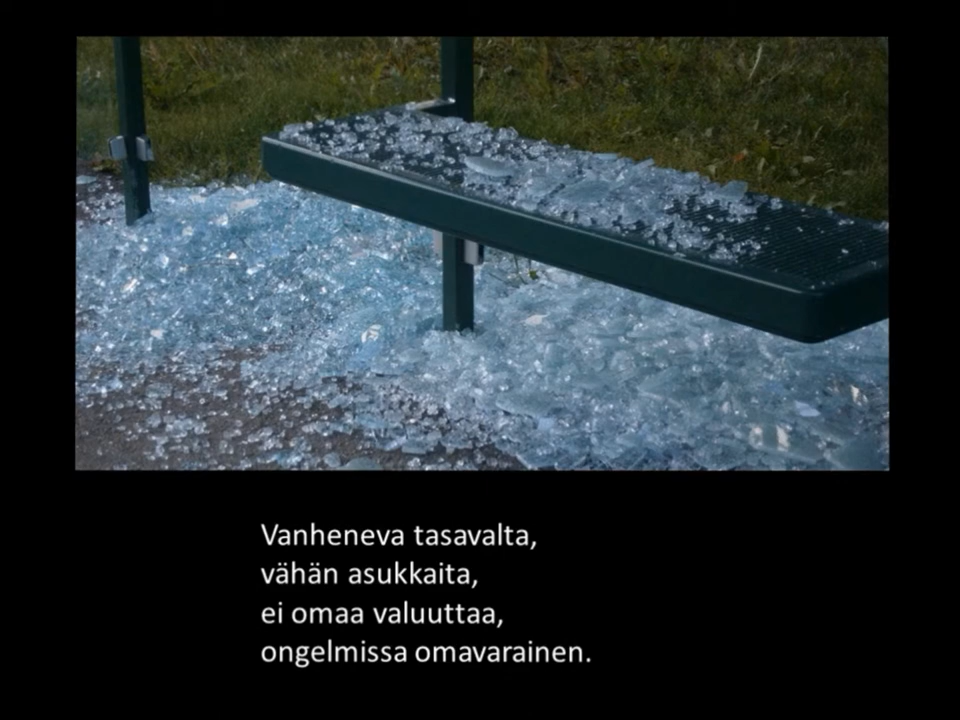 Vanheneva tasavalta,
vähän asukkaita,
ei omaa valuuttaa,
ongelmissa omavarainen.